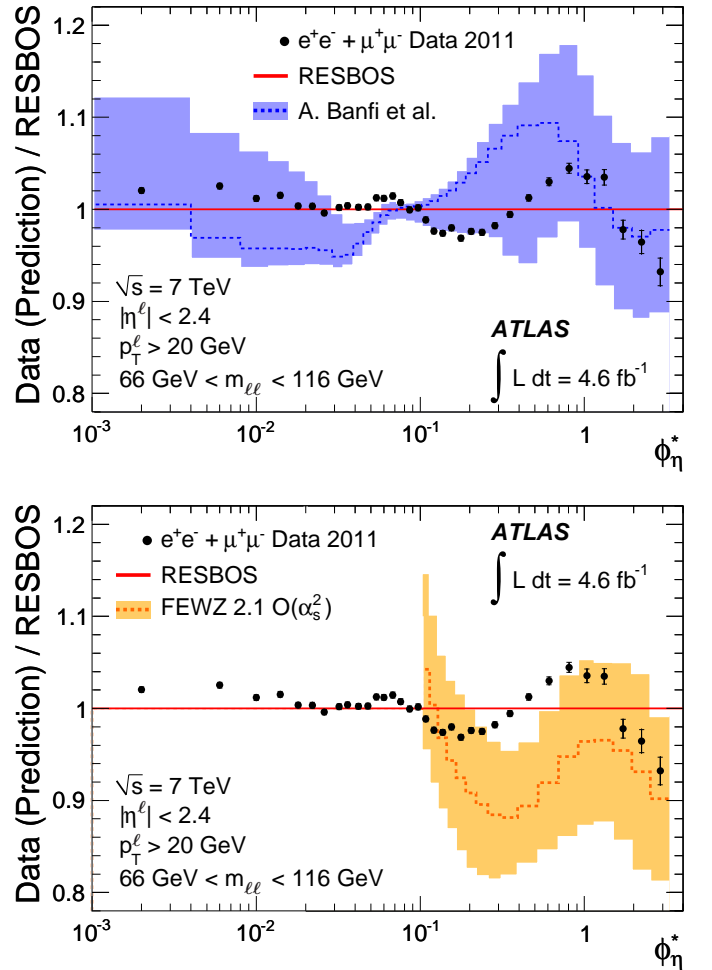 Data (Prediction) / RESBOS
1.2
1.1
1
0.9
0.8
e⁺e⁻ + μ⁺μ⁻ Data 2011
RESBOS
A. Banfi et al.
√s = 7 TeV
|η^ℓ| < 2.4
p_T^ℓ > 20 GeV
66 GeV < m_ℓℓ < 116 GeV
ATLAS
∫ L dt = 4.6 fb⁻¹
10⁻³ 10⁻² 10⁻¹ 1
ϕ*_η
Data (Prediction) / RESBOS
1.2
1.1
1
0.9
0.8
e⁺e⁻ + μ⁺μ⁻ Data 2011
RESBOS
FEWZ 2.1 O(α_s²)
ATLAS
∫ L dt = 4.6 fb⁻¹
√s = 7 TeV
|η^ℓ| < 2.4
p_T^ℓ > 20 GeV
66 GeV < m_ℓℓ < 116 GeV
10⁻³ 10⁻² 10⁻¹ 1
ϕ*_η